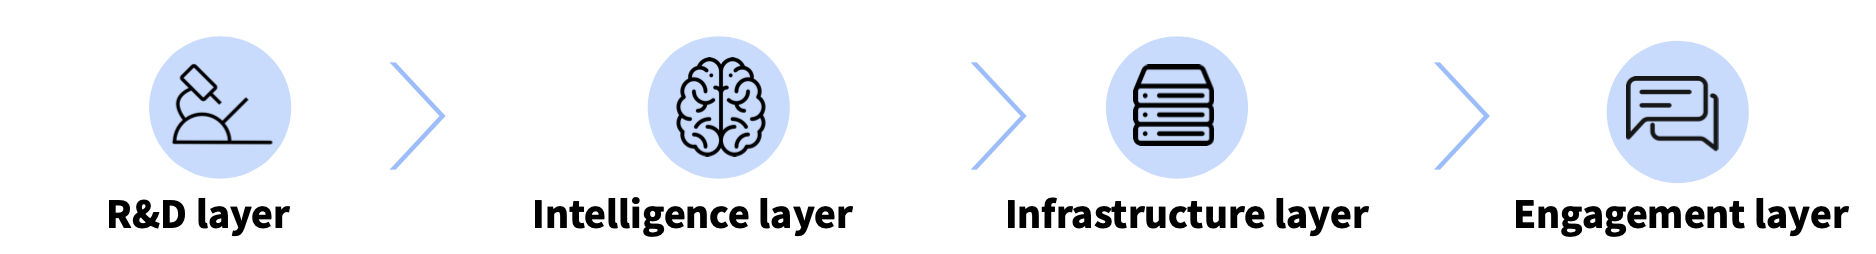 R&D layer
Intelligence layer
Infrastructure layer
Engagement layer